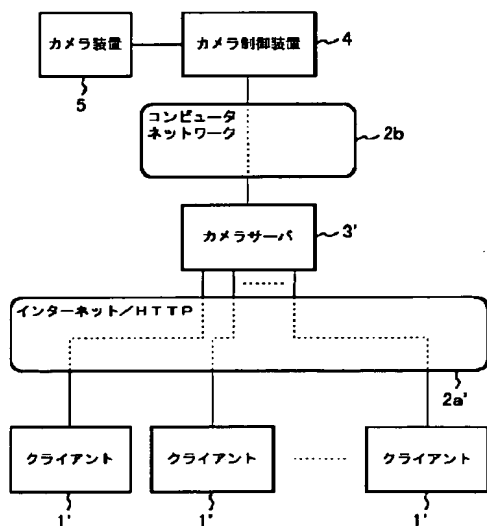 カメラ装置
カメラ制御装置
4
5
コンピュータ
ネットワーク
2b
カメラサーバ
3'
インターネット/HTTP
2a'
クライアント
クライアント
クライアント
1'
1'
1'